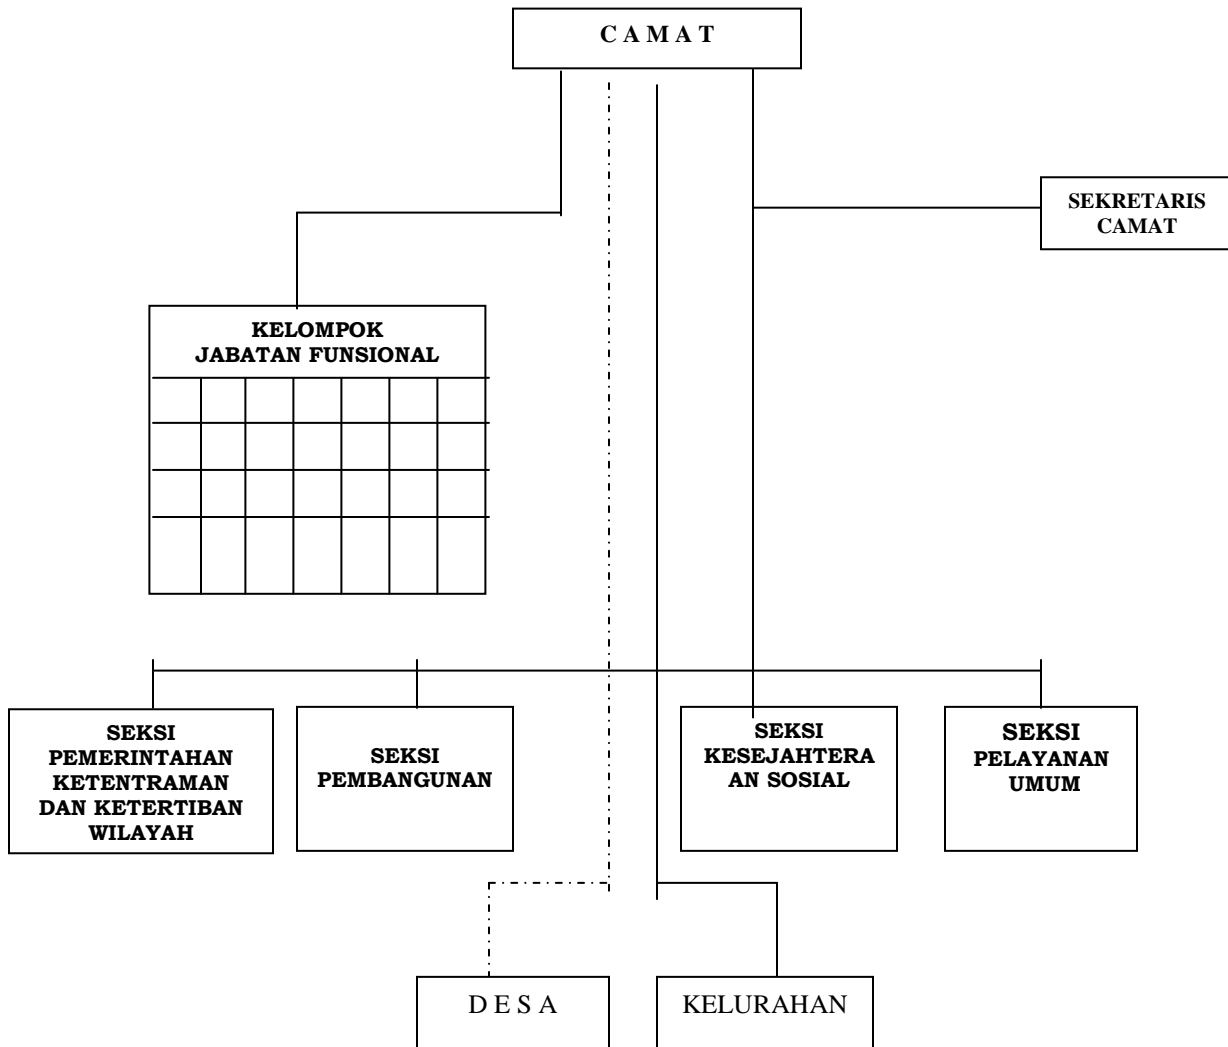 C A M A T
SEKRETARIS
CAMAT
KELOMPOK
JABATAN FUNSIONAL
SEKSI
PEMERINTAHAN
KETENTRAMAN
DAN KETERTIBAN
WILAYAH
SEKSI
PEMBANGUNAN
SEKSI
KESEJAHTERA
AN SOSIAL
SEKSI
PELAYANAN
UMUM
D E S A
KELURAHAN